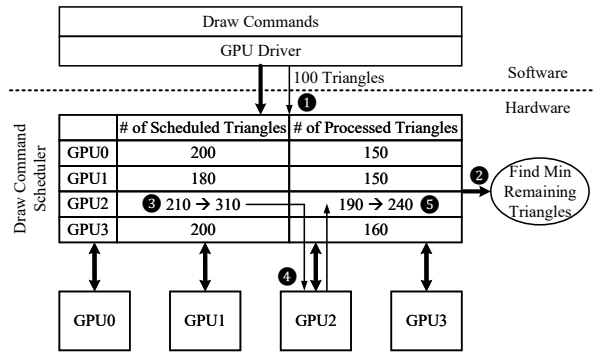 Draw Commands
GPU Driver
100 Triangles
Software
❶
Hardware
Draw Command
Scheduler
# of Scheduled Triangles # of Processed Triangles
GPU0 200 150
GPU1 180 150
GPU2 ❸ 210 → 310 190 → 240 ❺
GPU3 200 160
❷
Find Min
Remaining
Triangles
❹
GPU0 GPU1 GPU2 GPU3